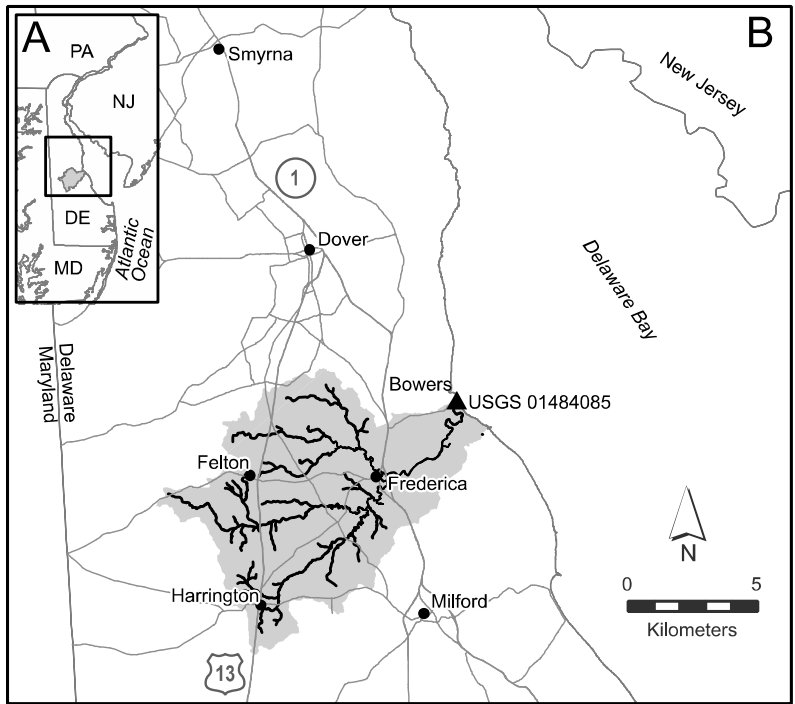 A
B
PA
Smyrna
New Jersey
NJ
1
DE
Dover
Atlantic
Ocean
MD
Delaware Bay
Delaware
Maryland
Bowers
USGS 01484085
Felton
Frederica
N
0 5
Kilometers
Harrington
Milford
13